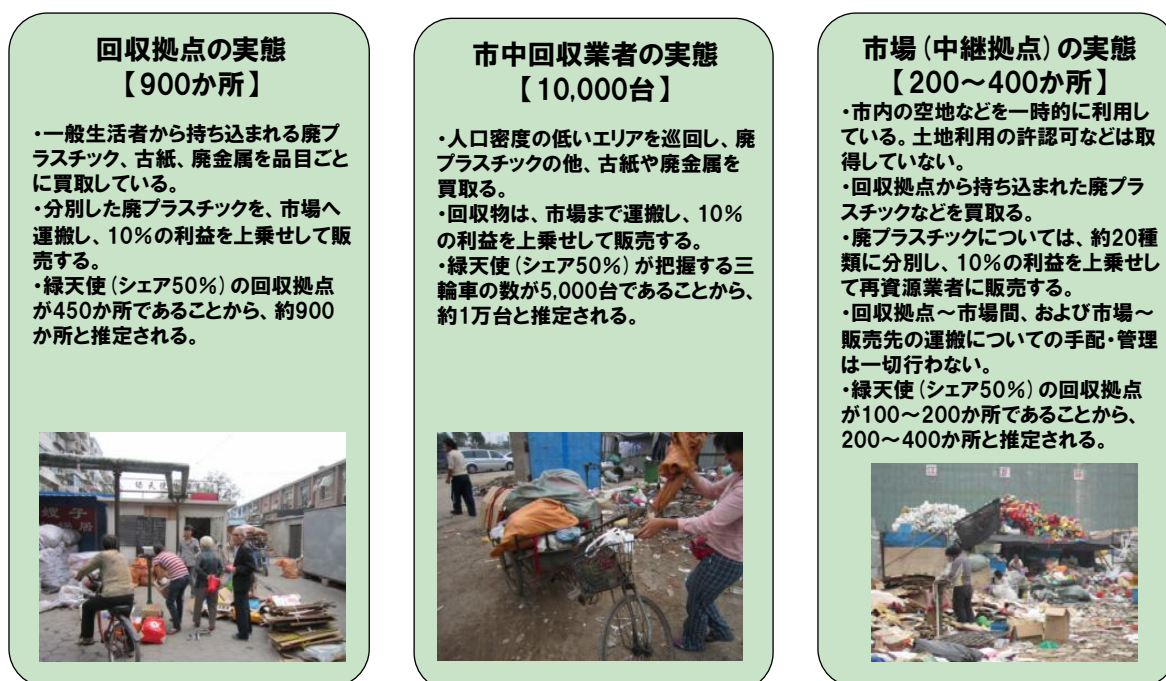 回収拠点の実態
【900か所】
・一般生活者から持ち込まれる廃プ
ラスチック、古紙、廃金属を品目ごと
に買取している。
・分別した廃プラスチックを、市場へ
運搬し、10%の利益を上乗せして販
売する。
・緑天使(シェア50%)の回収拠点
が450か所であることから、約900
か所と推定される。
市中回収業者の実態
【10,000台】
・人口密度の低いエリアを巡回し、廃
プラスチックの他、古紙や廃金属を
買取る。
・回収物は、市場まで運搬し、10%
の利益を上乗せして販売する。
・緑天使(シェア50%)が把握する三
輪車の数が5,000台であることから、
約1万台と推定される。
市場(中継拠点)の実態
【200～400か所】
・市内の空地などを一時的に利用し
ている。土地利用の許認可などは取
得していない。
・回収拠点から持ち込まれた廃プラ
スチックなどを買取る。
・廃プラスチックについては、約20種
類に分別し、10%の利益を上乗せし
て再資源業者に販売する。
・回収拠点～市場間、および市場～
販売先の運搬についての手配・管理
は一切行わない。
・緑天使(シェア50%)の回収拠点
が100～200か所であることから、
200～400か所と推定される。